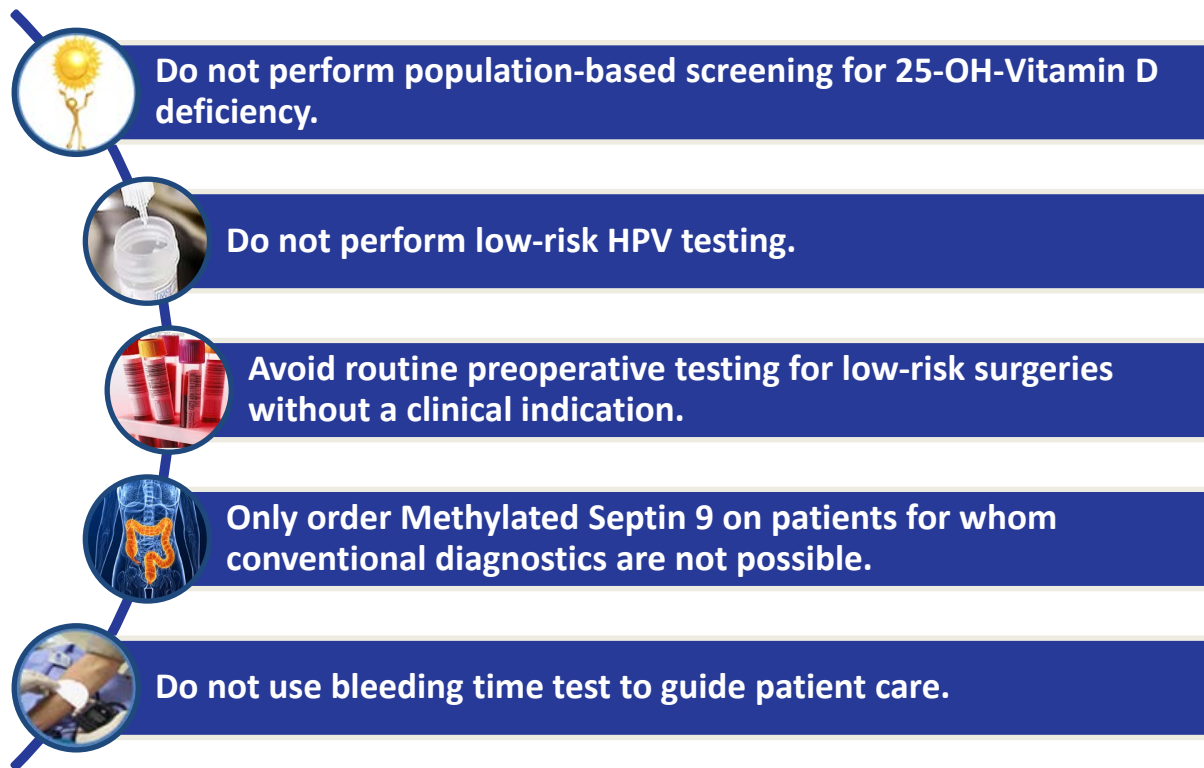 Do not perform population-based screening for 25-OH-Vitamin D
deficiency.
Do not perform low-risk HPV testing.
Avoid routine preoperative testing for low-risk surgeries
without a clinical indication.
Only order Methylated Septin 9 on patients for whom
conventional diagnostics are not possible.
Do not use bleeding time test to guide patient care.